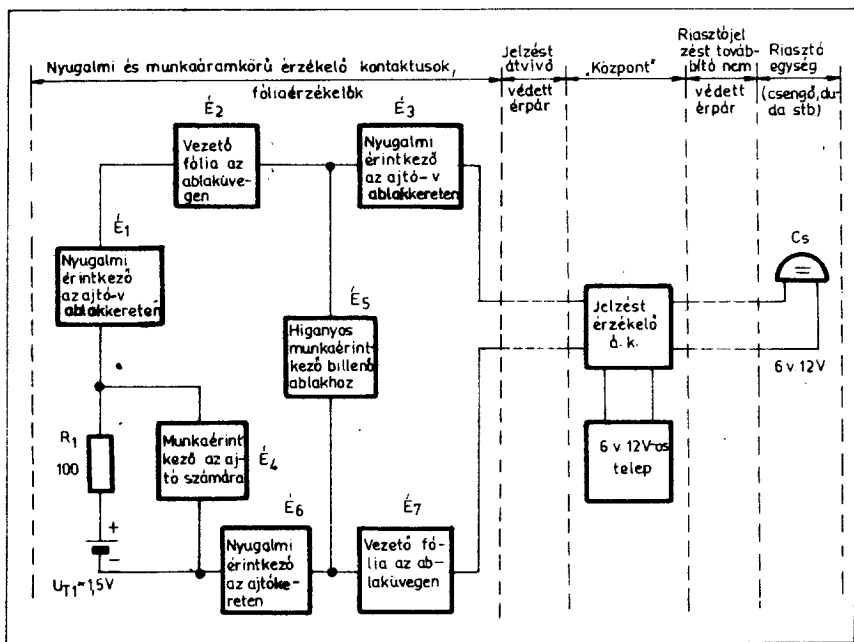 Nyugalmi és munkaáramkörű érzékelő kontaktusok,
fóliaérzékelők
Jelzést
átvivő
védett
érpár
„Központ"
Riasztójel
zést továb-
bító nem
védett
érpár
Riasztó
egység
(csengő, du-
da stb)
É2
Vezető
fólia az
ablaküve-
gen
É3
Nyugalmi
érintkező
az ajtó-v
ablakkereten
É1
Nyugalmi
érintkező
az ajtó-v
ablakkereten
É5
Higanyos
munkaérint-
kező billenő
ablakhoz
Cs
6 v. 12V
Jelzést
érzékelő
á. k.
6 v. 12V-os
telep
R1
100
Munkaérint
kező az aj-
tó számára
É4
+
-
UT1=1,5V
É6
Nyugalmi
érintkező
az ajtóke-
reten
É7
Vezető fó-
lia az ab-
laküvegen